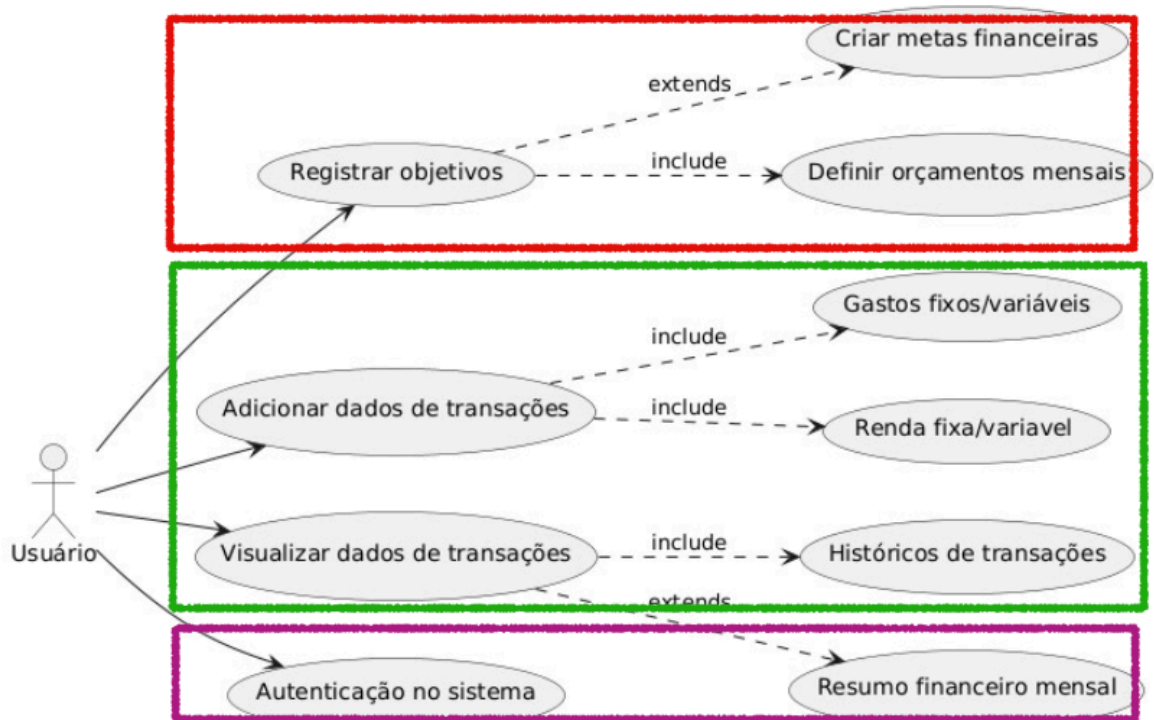 Criar metas financeiras
extends
Registrar objetivos
include
Definir orçamentos mensais
Gastos fixos/variáveis
include
Adicionar dados de transações
include
Renda fixa/variavel
Usuário
Visualizar dados de transações
include
Históricos de transações
extends
Autenticação no sistema
Resumo financeiro mensal